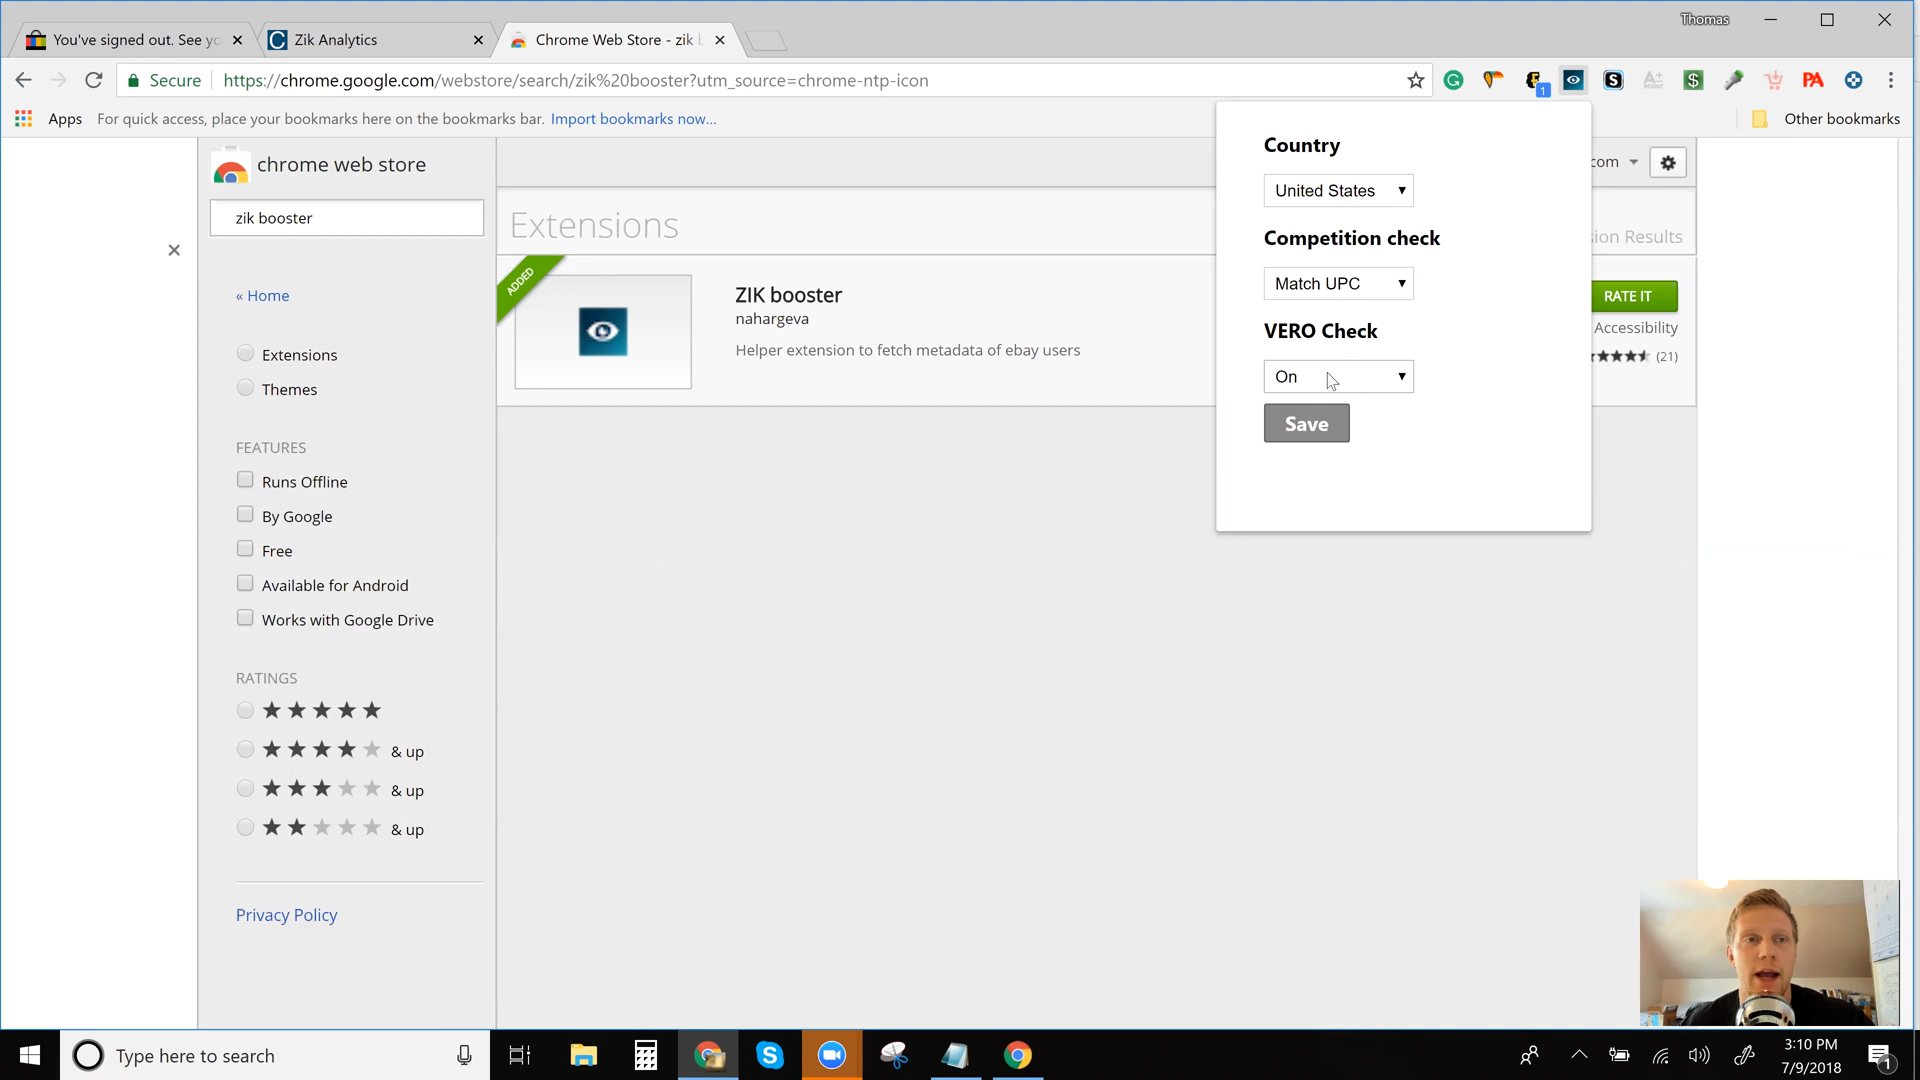 Thomas
You've signed out. See yo
Zik Analytics
Chrome Web Store - zik b
Secure
https://chrome.google.com/webstore/search/zik%20booster?utm_source=chrome-ntp-icon
1
PA
Apps
For quick access, place your bookmarks here on the bookmarks bar.
Import bookmarks now...
Other bookmarks
chrome web store
com
zik booster
Extensions
sion Results
« Home
Extensions
Themes
FEATURES
Runs Offline
By Google
Free
Available for Android
Works with Google Drive
RATINGS
& up
& up
& up
Privacy Policy
ADDED
ZIK booster
nahargeva
Helper extension to fetch metadata of ebay users
RATE IT
Accessibility
(21)
Country
United States
Competition check
Match UPC
VERO Check
On
Save
Type here to search
3:10 PM
7/9/2018
1